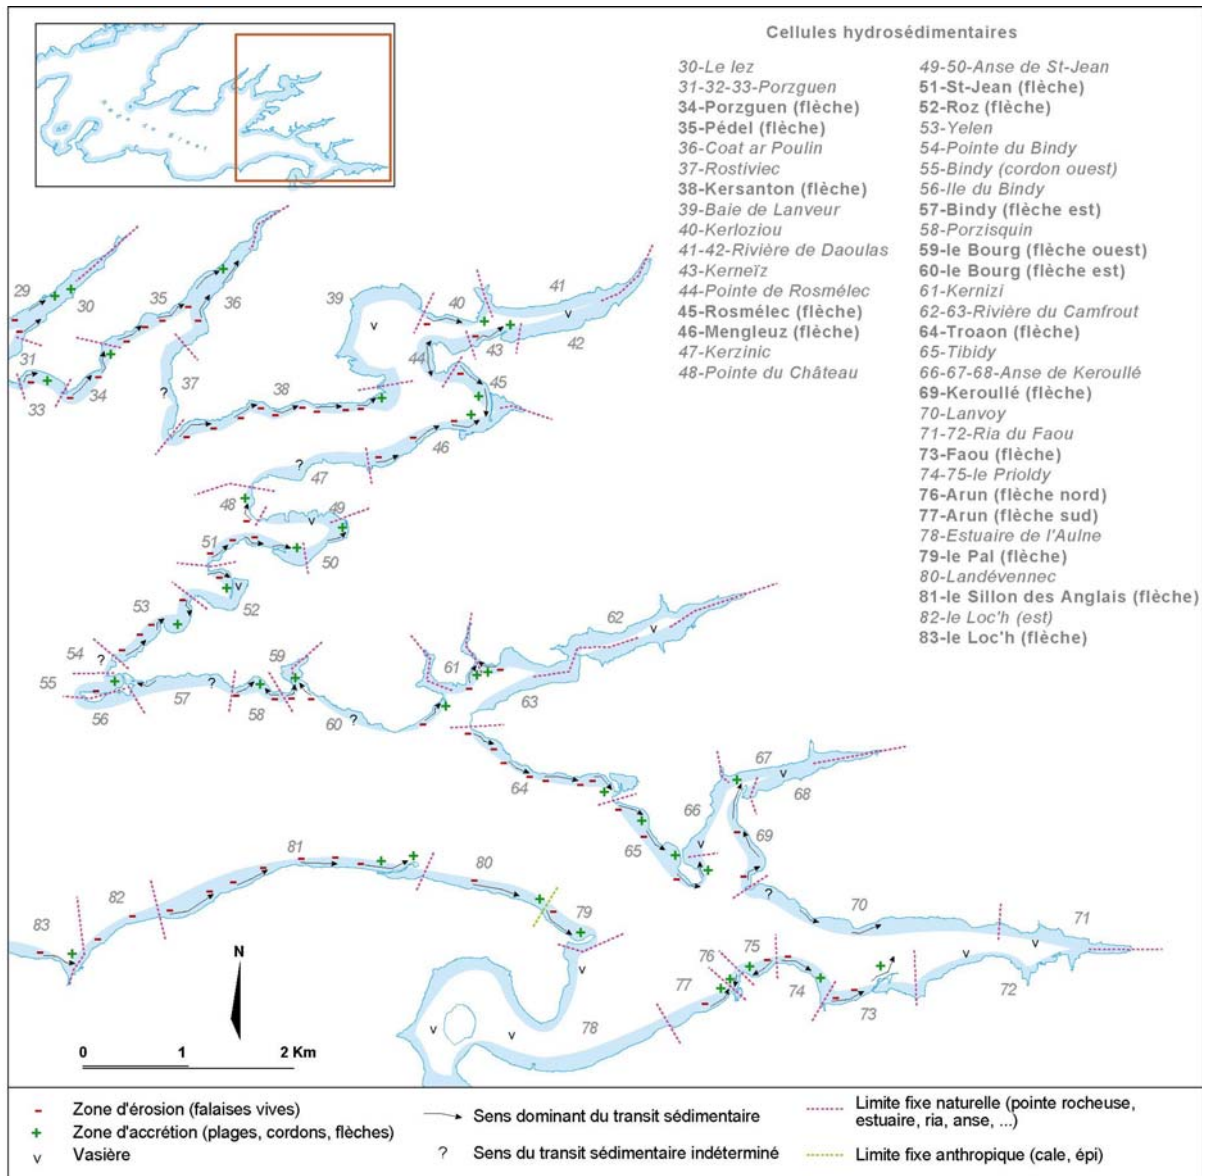 Cellules hydrosédimentaires
30-Le lez
31-32-33-Porzguen
34-Porzguen (flèche)
35-Pédel (flèche)
36-Coat ar Poulin
37-Rostiviec
38-Kersanton (flèche)
39-Baie de Lanveur
40-Kerloziou
41-42-Rivière de Daoulas
43-Kerneïz
44-Pointe de Rosmélec
45-Rosmélec (flèche)
46-Mengleuz (flèche)
47-Kerzinic
48-Pointe du Château
49-50-Anse de St-Jean
51-St-Jean (flèche)
52-Roz (flèche)
53-Yelen
54-Pointe du Bindy
55-Bindy (cordon ouest)
56-Ile du Bindy
57-Bindy (flèche est)
58-Porzisquin
59-le Bourg (flèche ouest)
60-le Bourg (flèche est)
61-Kernizi
62-63-Rivière du Camfrout
64-Troaon (flèche)
65-Tibidy
66-67-68-Anse de Keroullé
69-Keroullé (flèche)
70-Lanvoy
71-72-Ria du Faou
73-Faou (flèche)
74-75-le Prioldy
76-Arun (flèche nord)
77-Arun (flèche sud)
78-Estuaire de l'Aulne
79-le Pal (flèche)
80-Landévennec
81-le Sillon des Anglais (flèche)
82-le Loc'h (est)
83-le Loc'h (flèche)
29
30
31
33
34
35
36
37
38
39
40
41
42
43
44
45
46
47
48
49
50
51
52
53
54
55
56
57
58
59
60
61
62
63
64
65
66
67
68
69
70
71
72
73
74
75
76
77
78
79
80
81
82
83
N
0 1 2 Km
- Zone d'érosion (falaises vives)
+ Zone d'accrétion (plages, cordons, flèches)
v Vasière
Sens dominant du transit sédimentaire
? Sens du transit sédimentaire indéterminé
Limite fixe naturelle (pointe rocheuse,
estuaire, ria, anse, ...)
Limite fixe anthropique (cale, épi)